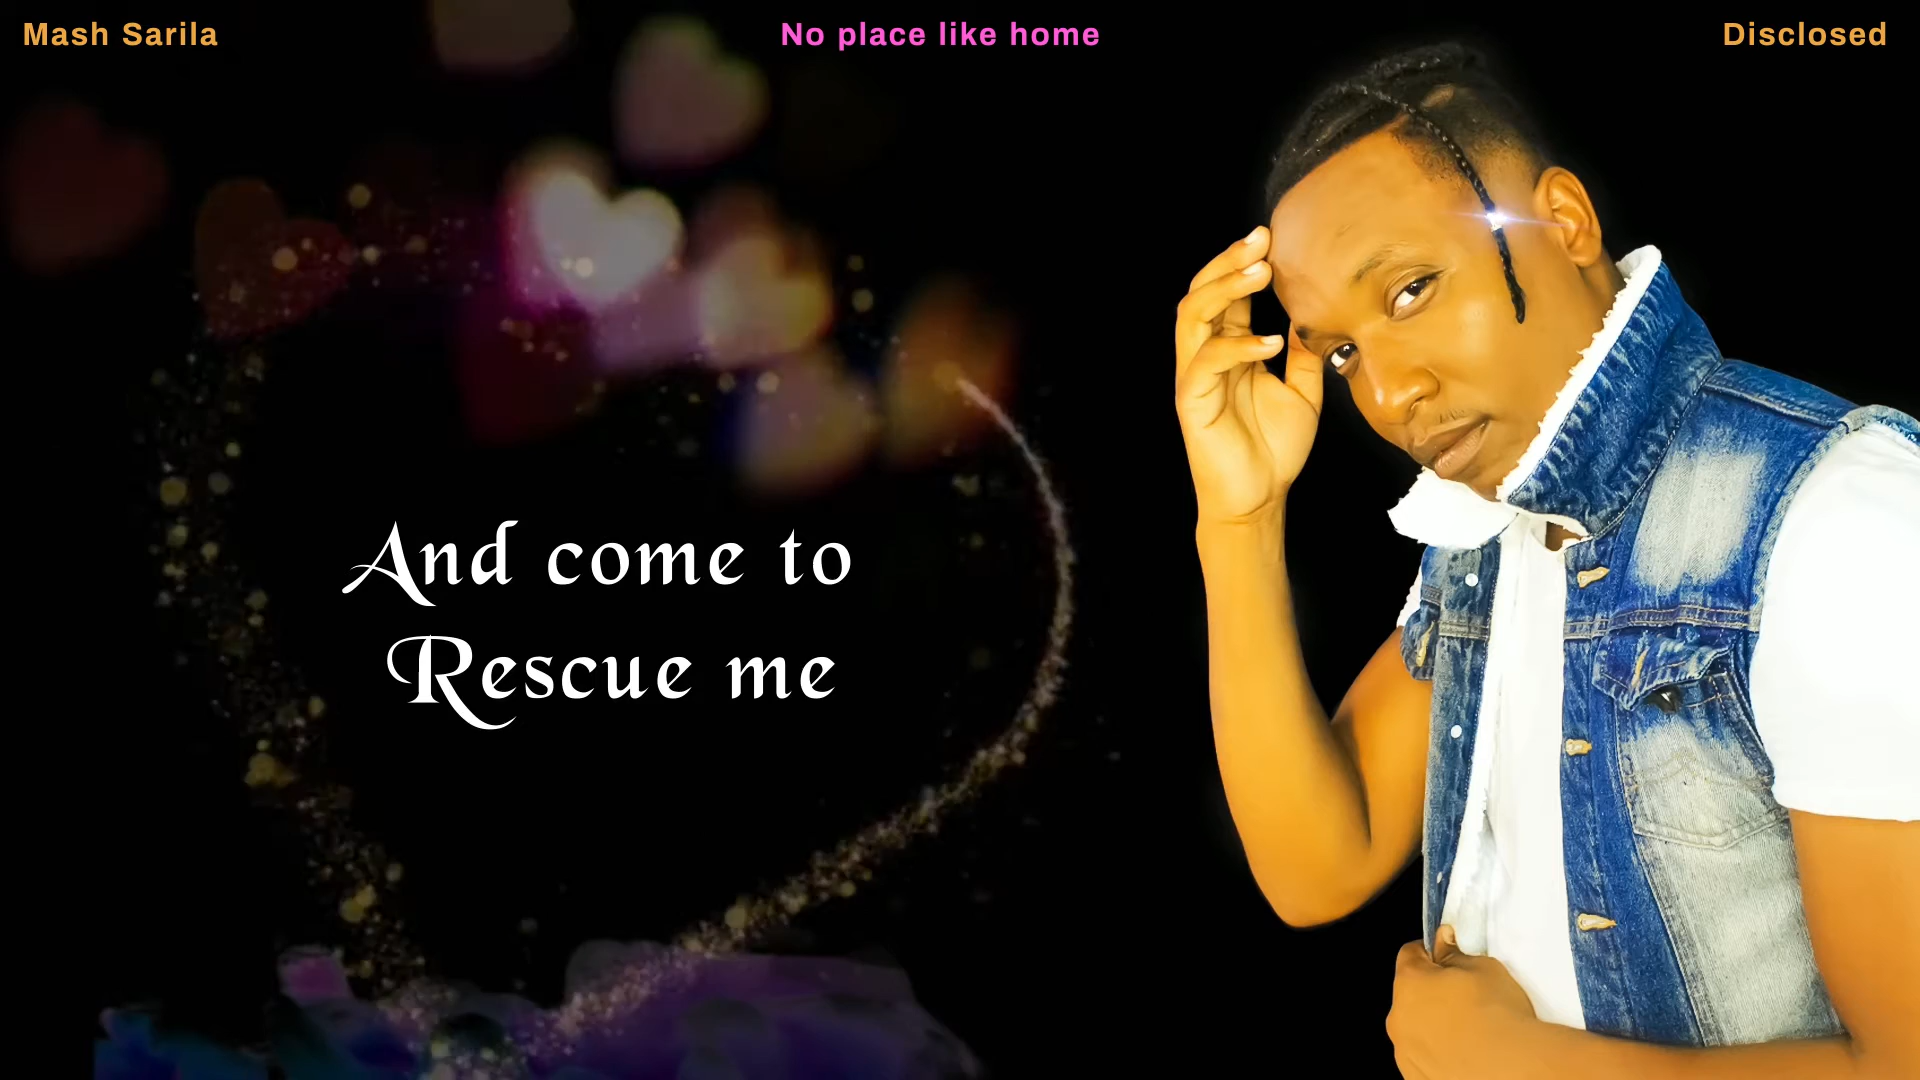 Mash Sarila
No place like home
Disclosed
And come to
Rescue me